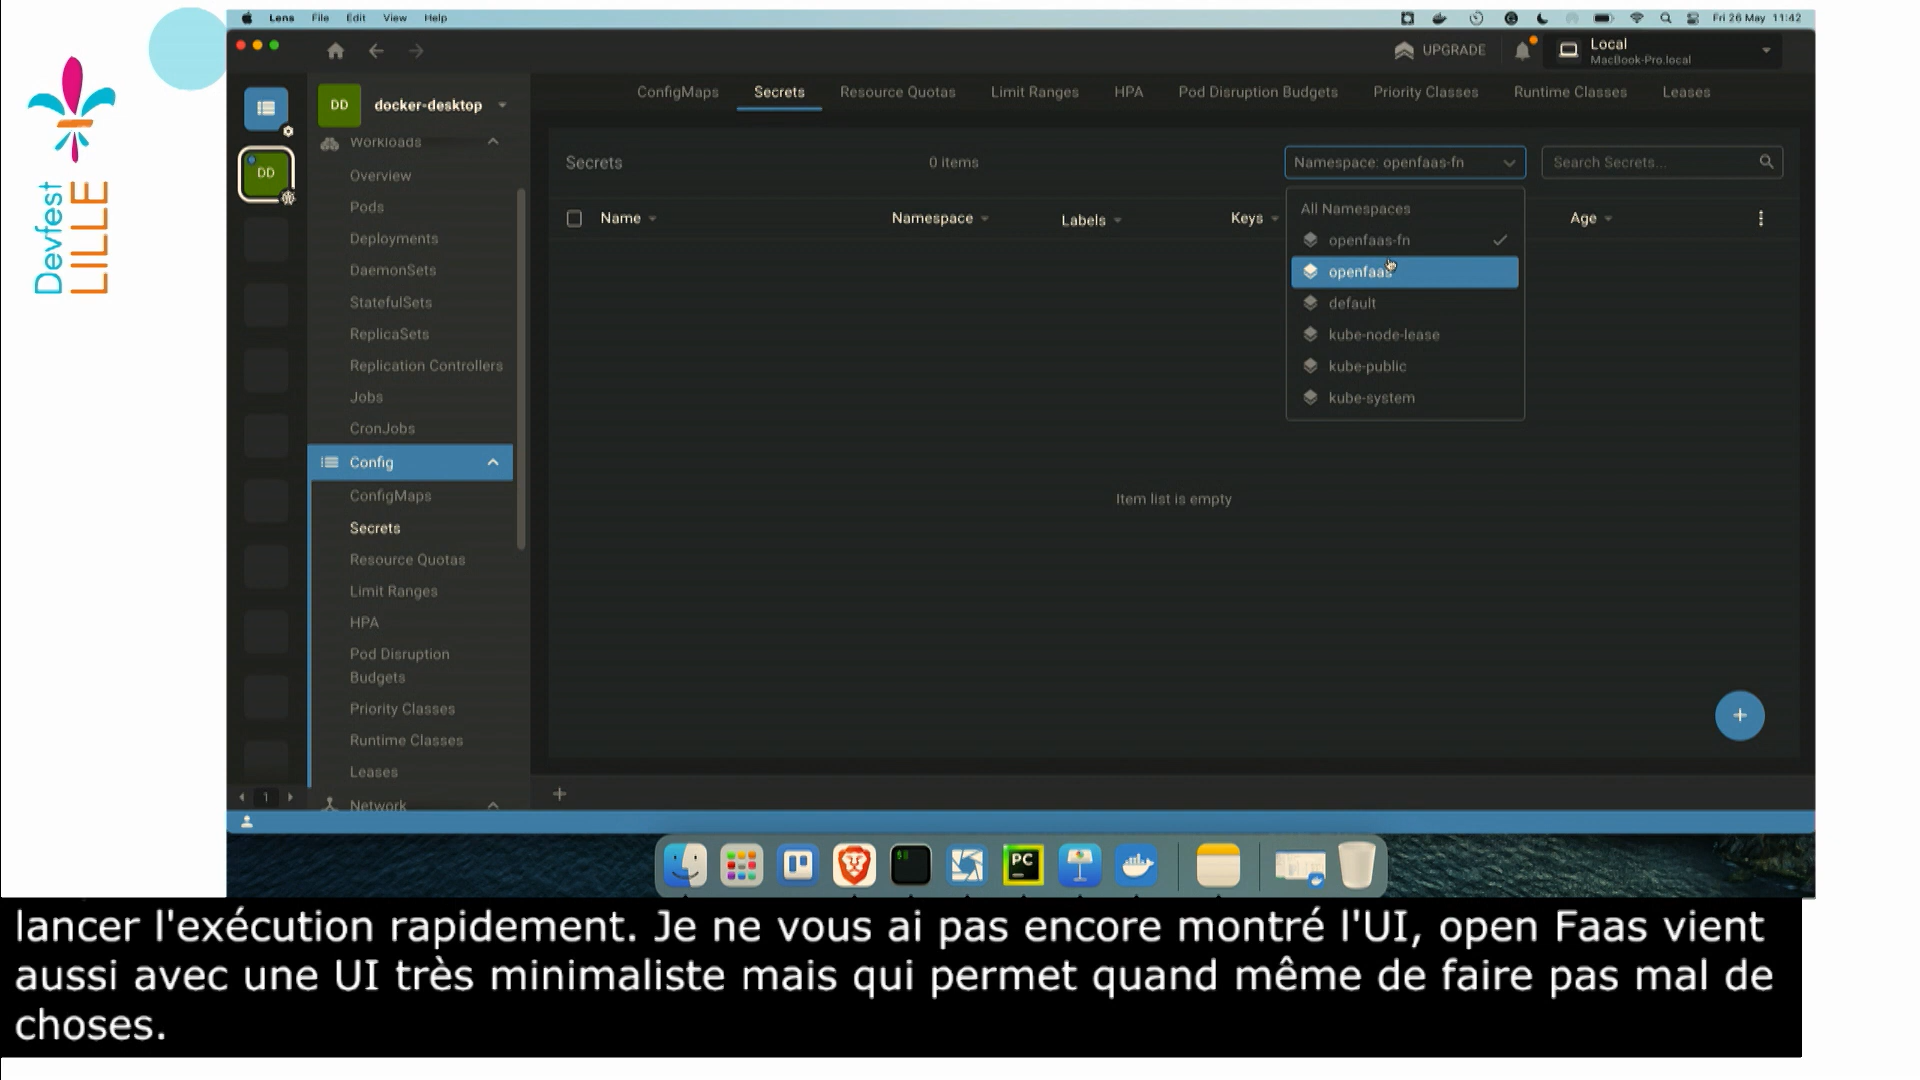 Devfest
LILLE
Lens File Edit View Help
Fri 26 May 11:42
UPGRADE
Local
MacBook-Pro.local
DD
docker-desktop
DD
ConfigMaps Secrets Resource Quotas Limit Ranges HPA Pod Disruption Budgets Priority Classes Runtime Classes Leases
Workloads
Overview
Pods
Deployments
DaemonSets
StatefulSets
ReplicaSets
Replication Controllers
Jobs
CronJobs
Config
ConfigMaps
Secrets
Resource Quotas
Limit Ranges
HPA
Pod Disruption
Budgets
Priority Classes
Runtime Classes
Leases
Network
1
Secrets
0 items
Namespace: openfaas-fn
Search Secrets...
Name Namespace Labels Keys Age
All Namespaces
openfaas-fn
openfaas
default
kube-node-lease
kube-public
kube-system
Item list is empty
PC
lancer l'exécution rapidement. Je ne vous ai pas encore montré l'UI, open Faas vient
aussi avec une UI très minimaliste mais qui permet quand même de faire pas mal de
choses.